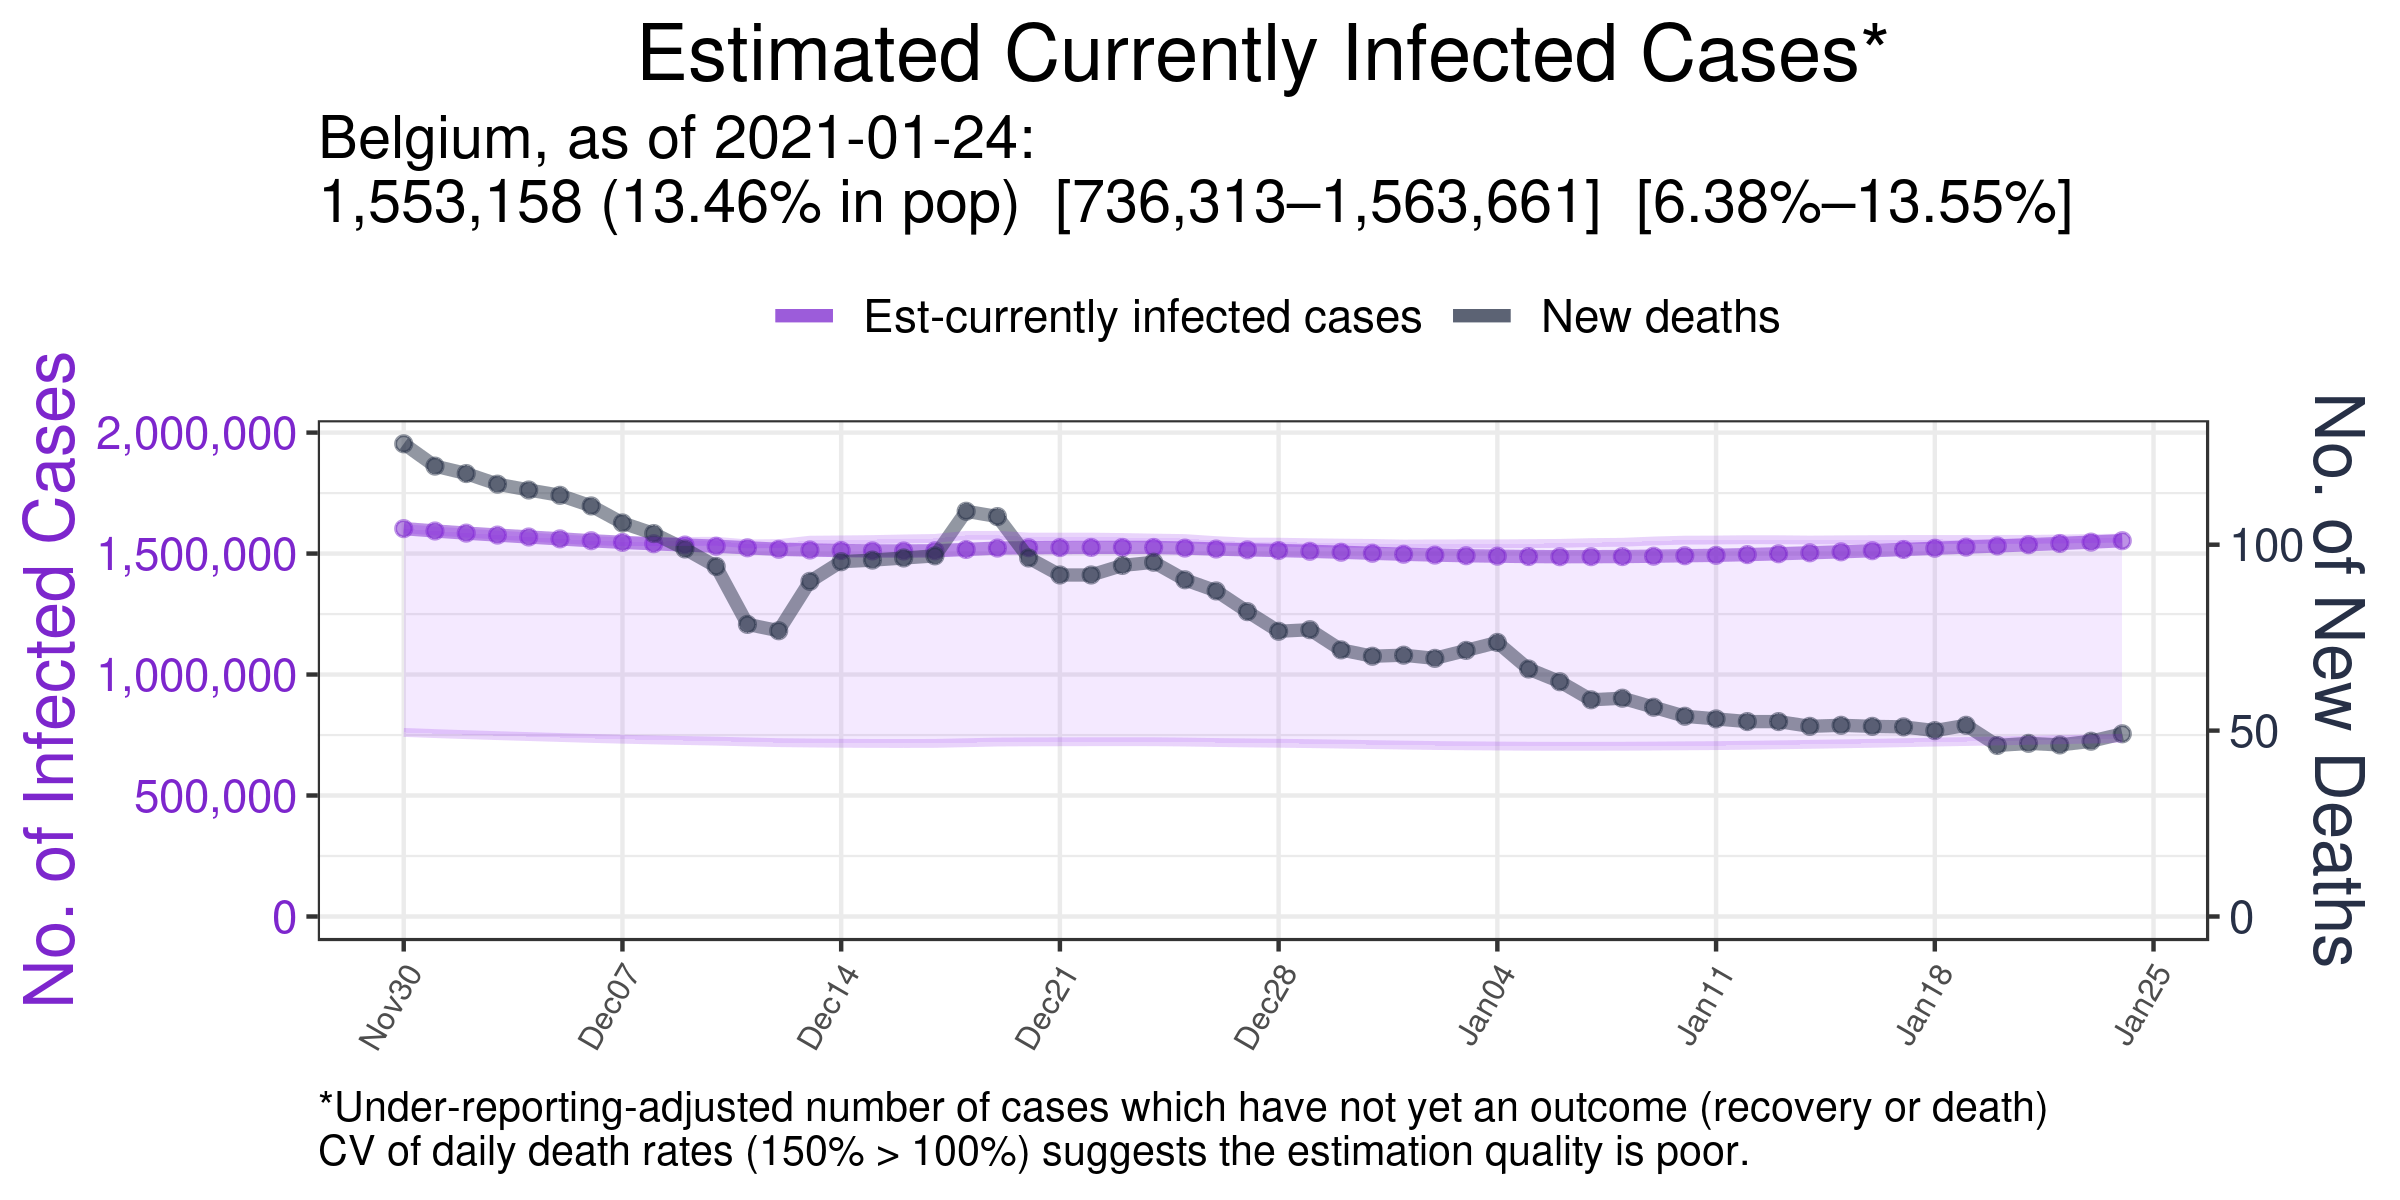 Estimated Currently Infected Cases*
Belgium, as of 2021-01-24:
1,553,158 (13.46% in pop)  [736,313–1,563,661]  [6.38%–13.55%]
Est-currently infected cases
New deaths
No. of Infected Cases
2,000,000
1,500,000
1,000,000
500,000
0
100
50
0
No. of New Deaths
Nov30
Dec07
Dec14
Dec21
Dec28
Jan04
Jan11
Jan18
Jan25
*Under-reporting-adjusted number of cases which have not yet an outcome (recovery or death)
CV of daily death rates (150% > 100%) suggests the estimation quality is poor.